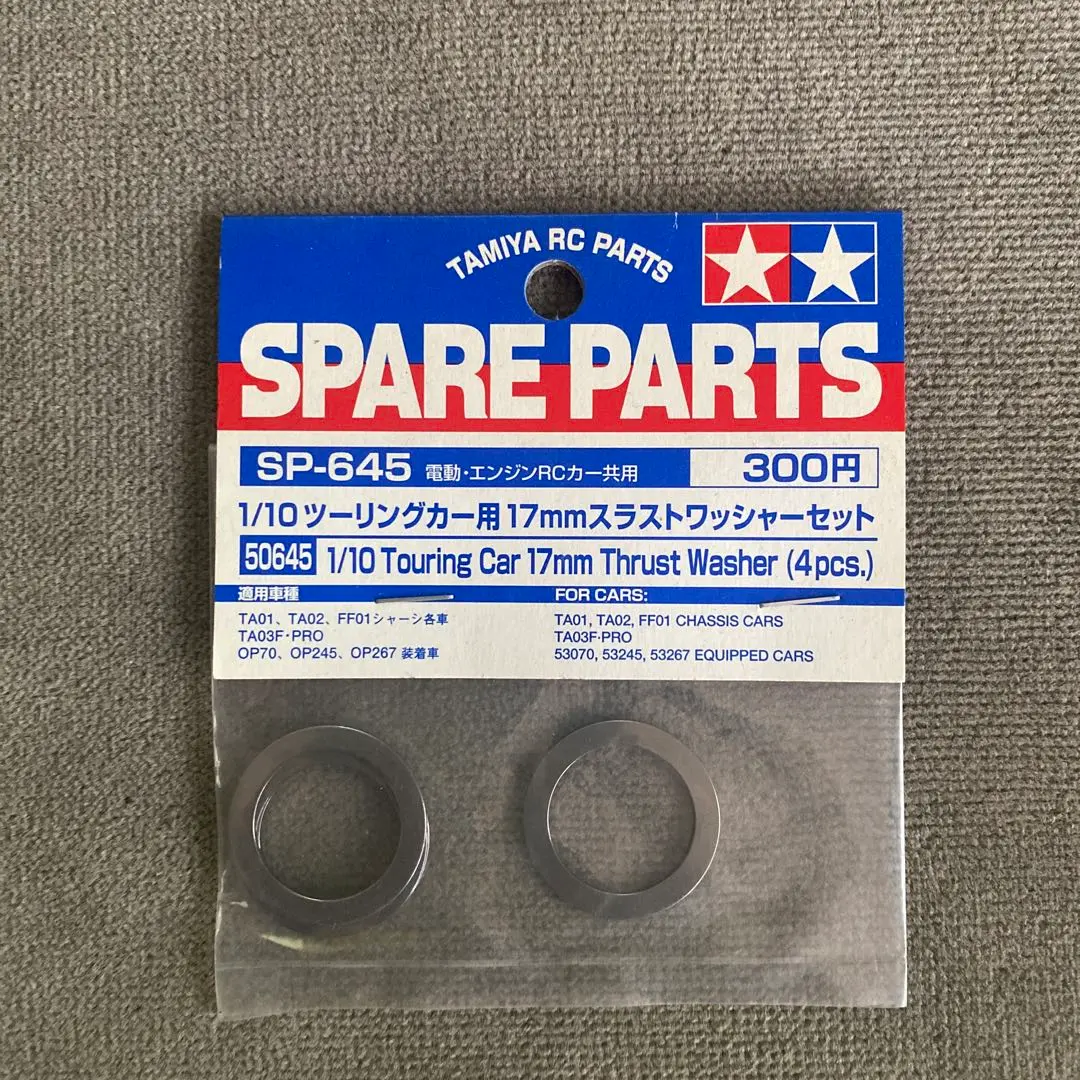 TAMIYA RC PARTS
SPARE PARTS
SP-645 電動・エンジンRCカー共用 300円
1/10 ツーリングカー用 17mmスラストワッシャーセット
50645 1/10 Touring Car 17mm Thrust Washer (4pcs.)
適用車種
TA01、TA02、FF01シャーシ各車
TA03F・PRO
OP70、OP245、OP267 装着車
FOR CARS:
TA01, TA02, FF01 CHASSIS CARS
TA03F·PRO
53070, 53245, 53267 EQUIPPED CARS